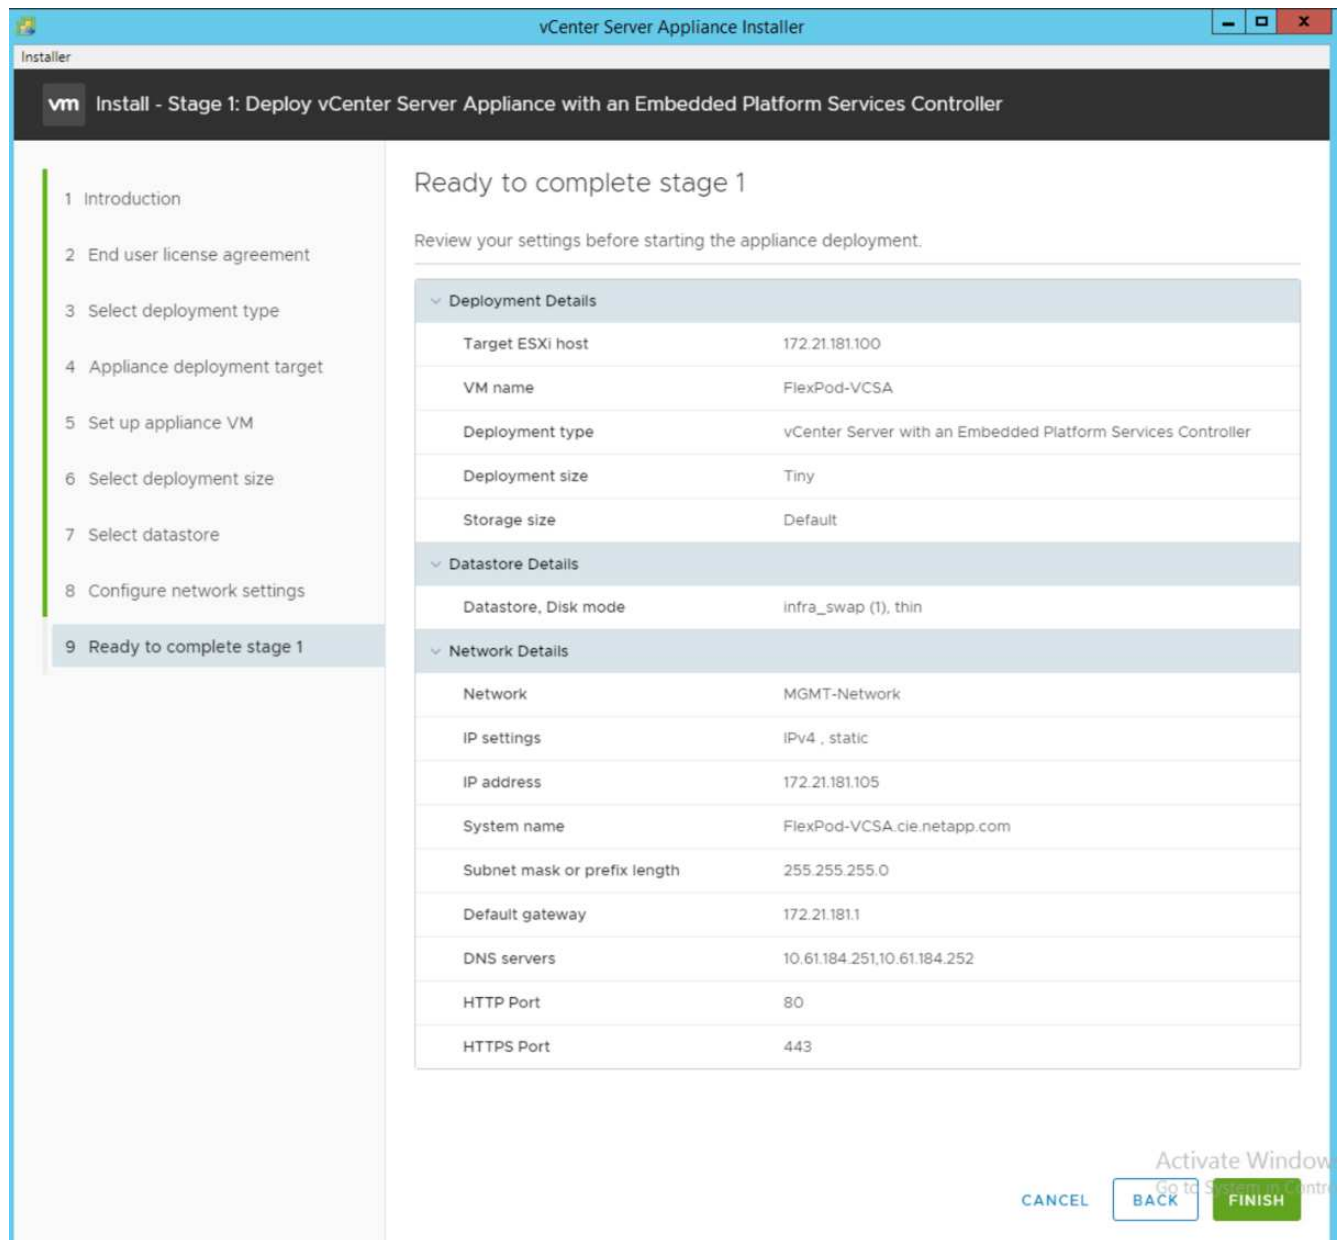 vCenter Server Appliance Installer
Installer
vm Install - Stage 1: Deploy vCenter Server Appliance with an Embedded Platform Services Controller
1 Introduction
2 End user license agreement
3 Select deployment type
4 Appliance deployment target
5 Set up appliance VM
6 Select deployment size
7 Select datastore
8 Configure network settings
9 Ready to complete stage 1
Ready to complete stage 1
Review your settings before starting the appliance deployment.
Deployment Details
Target ESXi host 172.21.181.100
VM name FlexPod-VCSA
Deployment type vCenter Server with an Embedded Platform Services Controller
Deployment size Tiny
Storage size Default
Datastore Details
Datastore, Disk mode infra_swap (1), thin
Network Details
Network MGMT-Network
IP settings IPv4 , static
IP address 172.21.181.105
System name FlexPod-VCSA.cie.netapp.com
Subnet mask or prefix length 255.255.255.0
Default gateway 172.21.181.1
DNS servers 10.61.184.251,10.61.184.252
HTTP Port 80
HTTPS Port 443
Activate Window
Go to System in Contr
CANCEL BACK FINISH